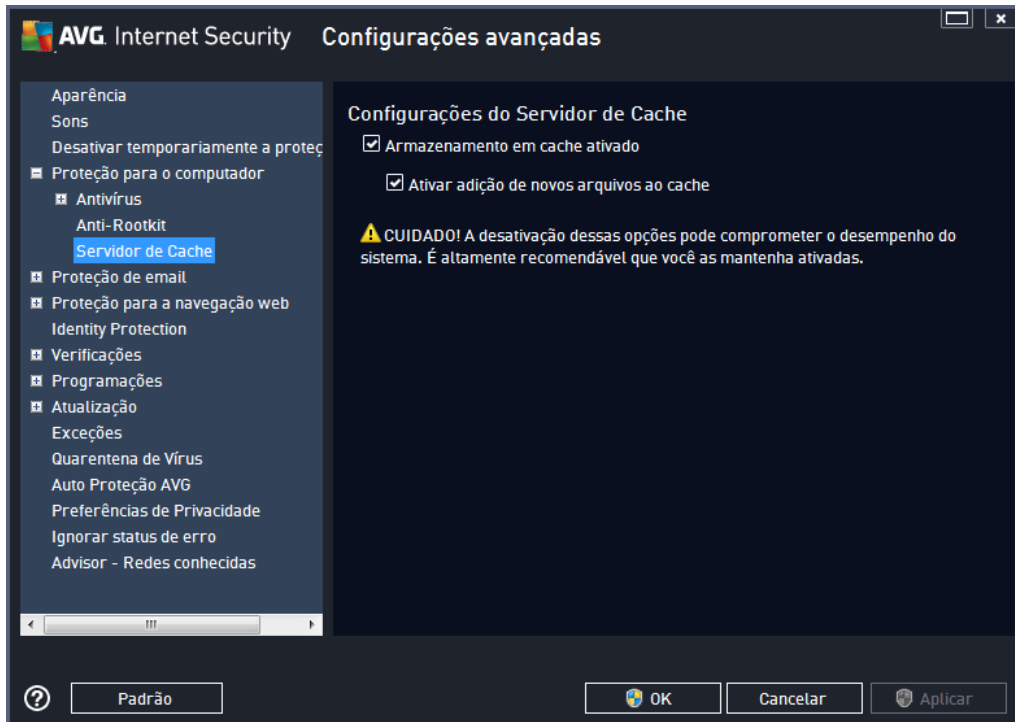 AVG. Internet Security Configurações avançadas
Aparência
Sons
Desativar temporariamente a proteç
Proteção para o computador
Antivírus
Anti-Rootkit
Servidor de Cache
Proteção de email
Proteção para a navegação web
Identity Protection
Verificações
Programações
Atualização
Exceções
Quarentena de Vírus
Auto Proteção AVG
Preferências de Privacidade
Ignorar status de erro
Advisor - Redes conhecidas
Configurações do Servidor de Cache
Armazenamento em cache ativado
Ativar adição de novos arquivos ao cache
CUIDADO! A desativação dessas opções pode comprometer o desempenho do
sistema. É altamente recomendável que você as mantenha ativadas.
Padrão
OK
Cancelar
Aplicar